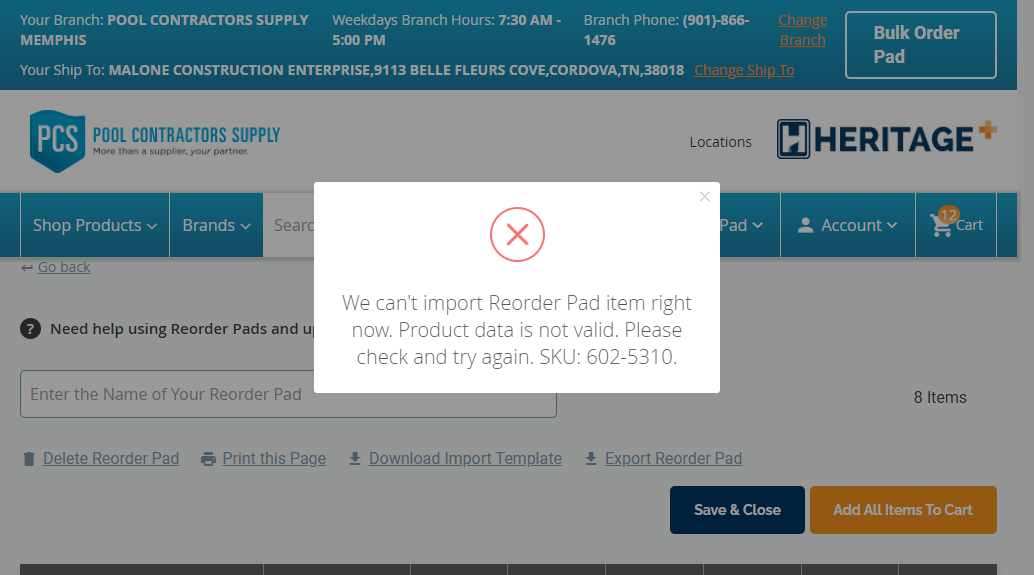 Your Branch: POOL CONTRACTORS SUPPLY MEMPHIS
Weekdays Branch Hours: 7:30 AM - 5:00 PM
Branch Phone: (901)-866-1476
Change Branch
Bulk Order Pad
Your Ship To: MALONE CONSTRUCTION ENTERPRISE,9113 BELLE FLEURS COVE,CORDOVA,TN,38018 Change Ship To
PCS POOL CONTRACTORS SUPPLY
More than a supplier, your partner.
Locations
HERITAGE+
Shop Products
Brands
Searc
Pad
Account
12
Cart
Go back
? Need help using Reorder Pads and up
×
We can't import Reorder Pad item right
now. Product data is not valid. Please
check and try again. SKU: 602-5310.
Enter the Name of Your Reorder Pad
8 Items
Delete Reorder Pad
Print this Page
Download Import Template
Export Reorder Pad
Save & Close
Add All Items To Cart